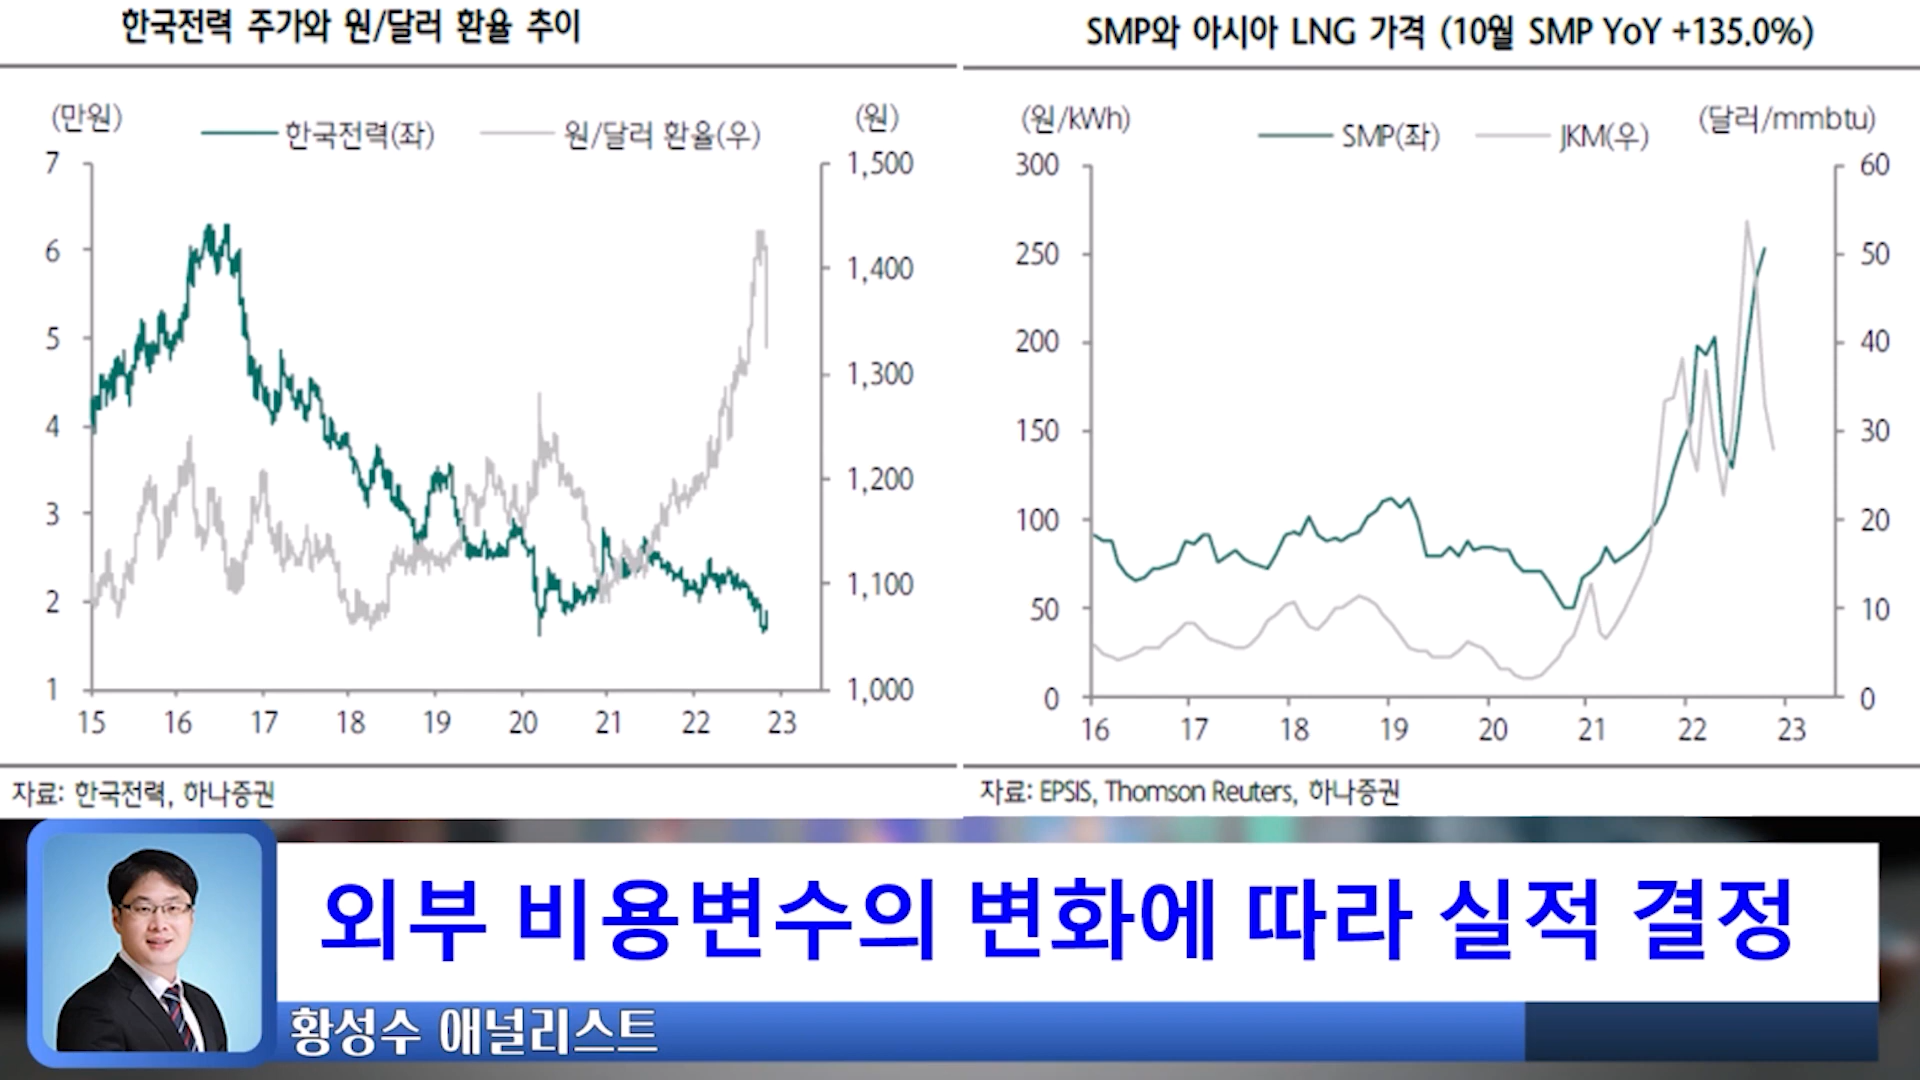 한국전력 주가와 원/달러 환율 추이
(만원)
한국전력(좌)
원/달러 환율(우)
(원)
7
6
5
4
3
2
1
1,500
1,400
1,300
1,200
1,100
1,000
15 16 17 18 19 20 21 22 23
자료: 한국전력, 하나증권
SMP와 아시아 LNG 가격 (10월 SMP YoY +135.0%)
(원/kWh)
SMP(좌)
JKM(우)
(달러/mmbtu)
300
250
200
150
100
50
0
60
50
40
30
20
10
0
16 17 18 19 20 21 22 23
자료: EPSIS, Thomson Reuters, 하나증권
외부 비용변수의 변화에 따라 실적 결정
황성수 애널리스트